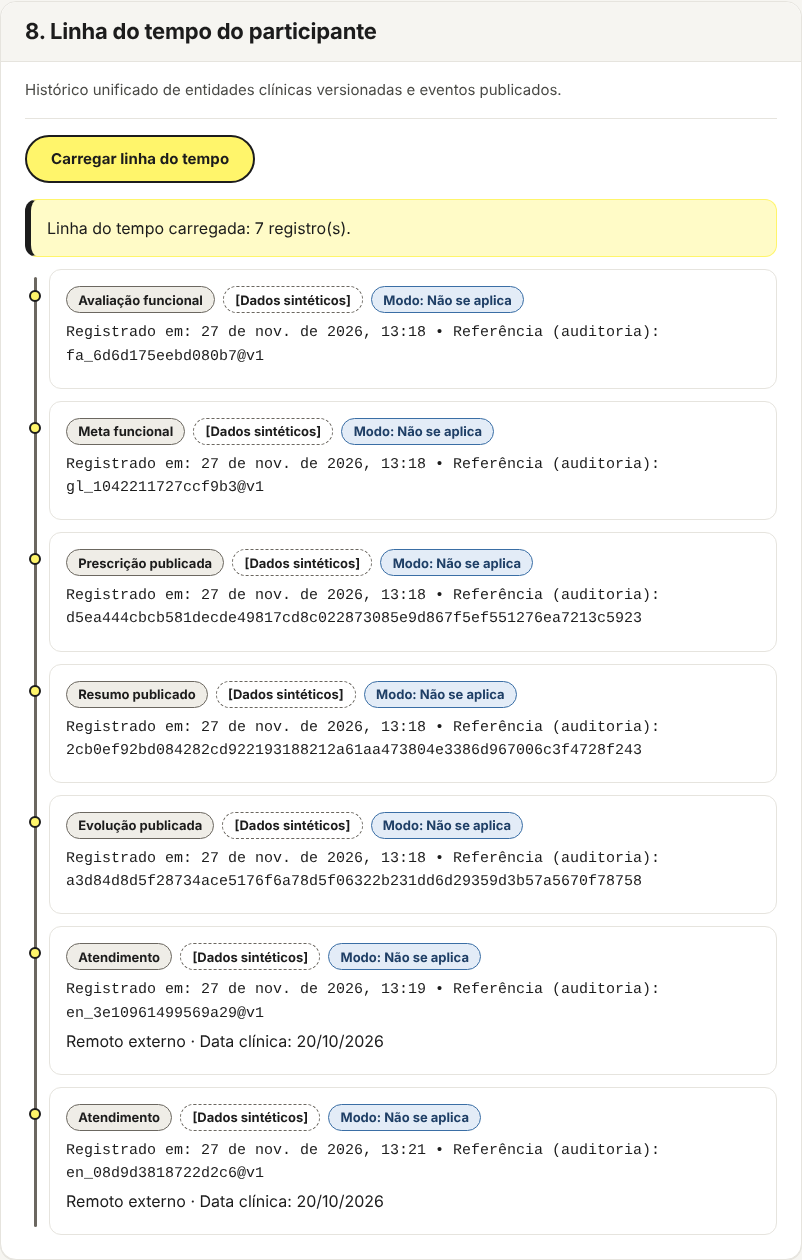 8. Linha do tempo do participante
Histórico unificado de entidades clínicas versionadas e eventos publicados.
Carregar linha do tempo
Linha do tempo carregada: 7 registro(s).
Avaliação funcional [Dados sintéticos] Modo: Não se aplica
Registrado em: 27 de nov. de 2026, 13:18 • Referência (auditoria):
fa_6d6d175eebd080b7@v1
Meta funcional [Dados sintéticos] Modo: Não se aplica
Registrado em: 27 de nov. de 2026, 13:18 • Referência (auditoria):
gl_1042211727ccf9b3@v1
Prescrição publicada [Dados sintéticos] Modo: Não se aplica
Registrado em: 27 de nov. de 2026, 13:18 • Referência (auditoria):
d5ea444cbcb581decde49817cd8c022873085e9d867f5ef551276ea7213c5923
Resumo publicado [Dados sintéticos] Modo: Não se aplica
Registrado em: 27 de nov. de 2026, 13:18 • Referência (auditoria):
2cb0ef92bd084282cd922193188212a61aa473804e3386d967006c3f4728f243
Evolução publicada [Dados sintéticos] Modo: Não se aplica
Registrado em: 27 de nov. de 2026, 13:18 • Referência (auditoria):
a3d84d8d5f28734ace5176f6a78d5f06322b231dd6d29359d3b57a5670f78758
Atendimento [Dados sintéticos] Modo: Não se aplica
Registrado em: 27 de nov. de 2026, 13:19 • Referência (auditoria):
en_3e10961499569a29@v1
Remoto externo · Data clínica: 20/10/2026
Atendimento [Dados sintéticos] Modo: Não se aplica
Registrado em: 27 de nov. de 2026, 13:21 • Referência (auditoria):
en_08d9d3818722d2c6@v1
Remoto externo · Data clínica: 20/10/2026